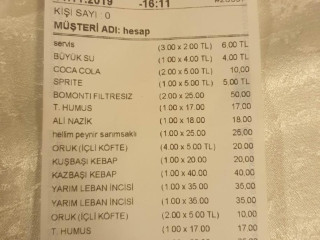 .2019 -16:11
KİŞİ SAYI 0
MÜŞTERİ ADI: hesap
servis (3.00 x 2.00 TL) 6,00 TL
BÜYÜK SU (1.00 x 4.00 TL) 4,00 TL
COCA COLA (2.00 x 5.00 TL) 10,00
SPRITE (1.00 x 5.00 TL) 5.00
BOMONTI FILTRESIZ (2.00 x 25.00 50.00
T. HUMUS (1.00 x 17.00 17.00
ALİ NAZİK (1.00 x 18.00 18.00
hellim peynir sarımsaklı (1.00 x 25.00 25.00
ORUK (İÇLİ KÖFTE) (4.00 x 5.00 TL) 20.00
KUŞBAŞI KEBAP (1.00 x 20.00 20,00
KAZBAŞI KEBAP (1.00 x 40.00 40,00
YARIM LEBAN İNCİSİ (1.00 x 35.00 35,00
YARIM LEBAN İNCİSİ (1.00 x 35.00 35,00
ORUK (İÇLİ KÖFTE) (2.00 x 5.00 TL) 10,00
T. HUMUS (1.00 x 17.00 17.00